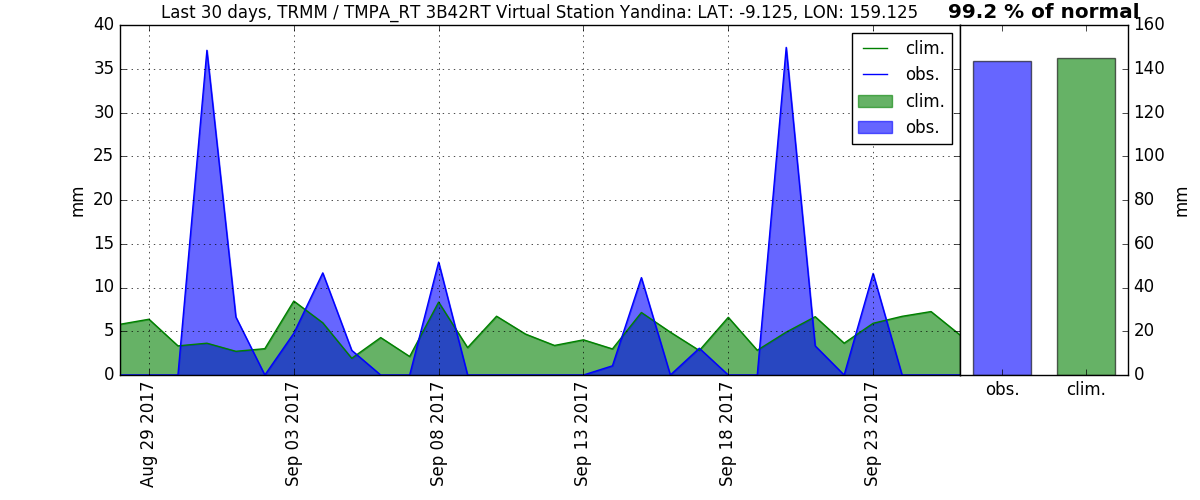 Last 30 days, TRMM / TMPA_RT 3B42RT Virtual Station Yandina: LAT: -9.125, LON: 159.125
99.2 % of normal
40
35
30
25
20
15
10
5
0
mm
clim.
obs.
clim.
obs.
160
140
120
100
80
60
40
20
0
mm
Aug 29 2017
Sep 03 2017
Sep 08 2017
Sep 13 2017
Sep 18 2017
Sep 23 2017
obs.
clim.